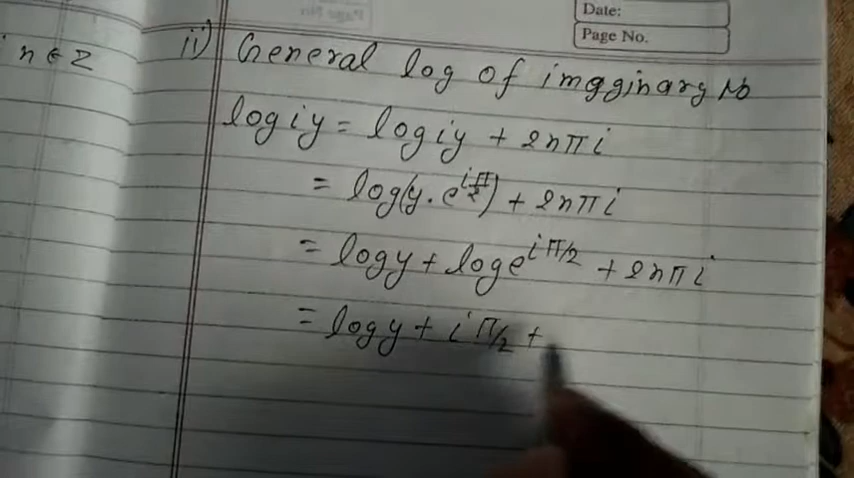 Date:
Page No.
n ∈ Z
ii) General log of imagginary No
log iy = log iy + 2nπi
= log(y. e^{iπ/2}) + 2nπi
= log y + log e^{iπ/2} + 2nπi
= log y + iπ/2 +